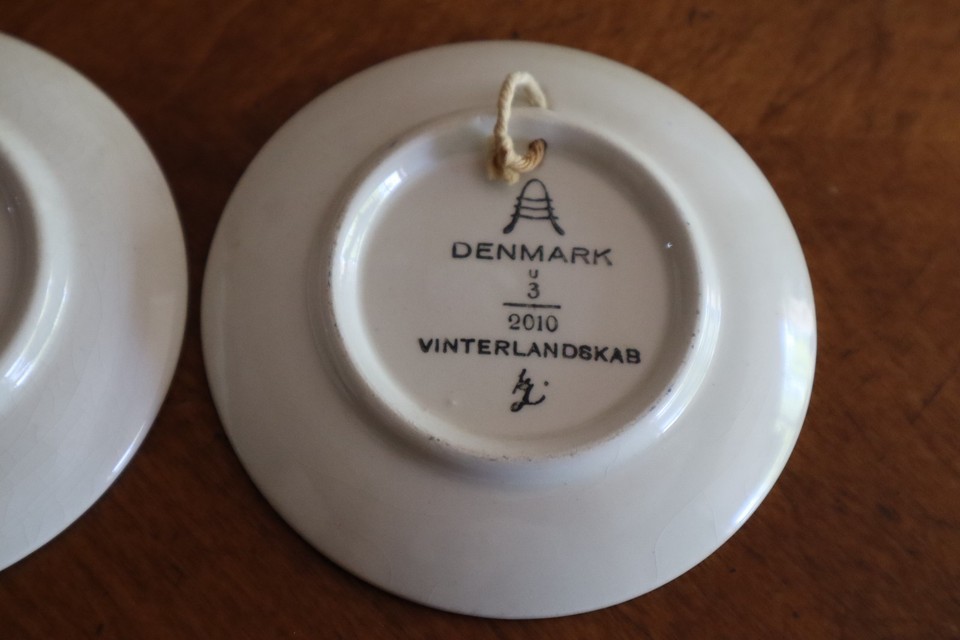 DENMARK
u
3
2010
VINTERLANDSKAB